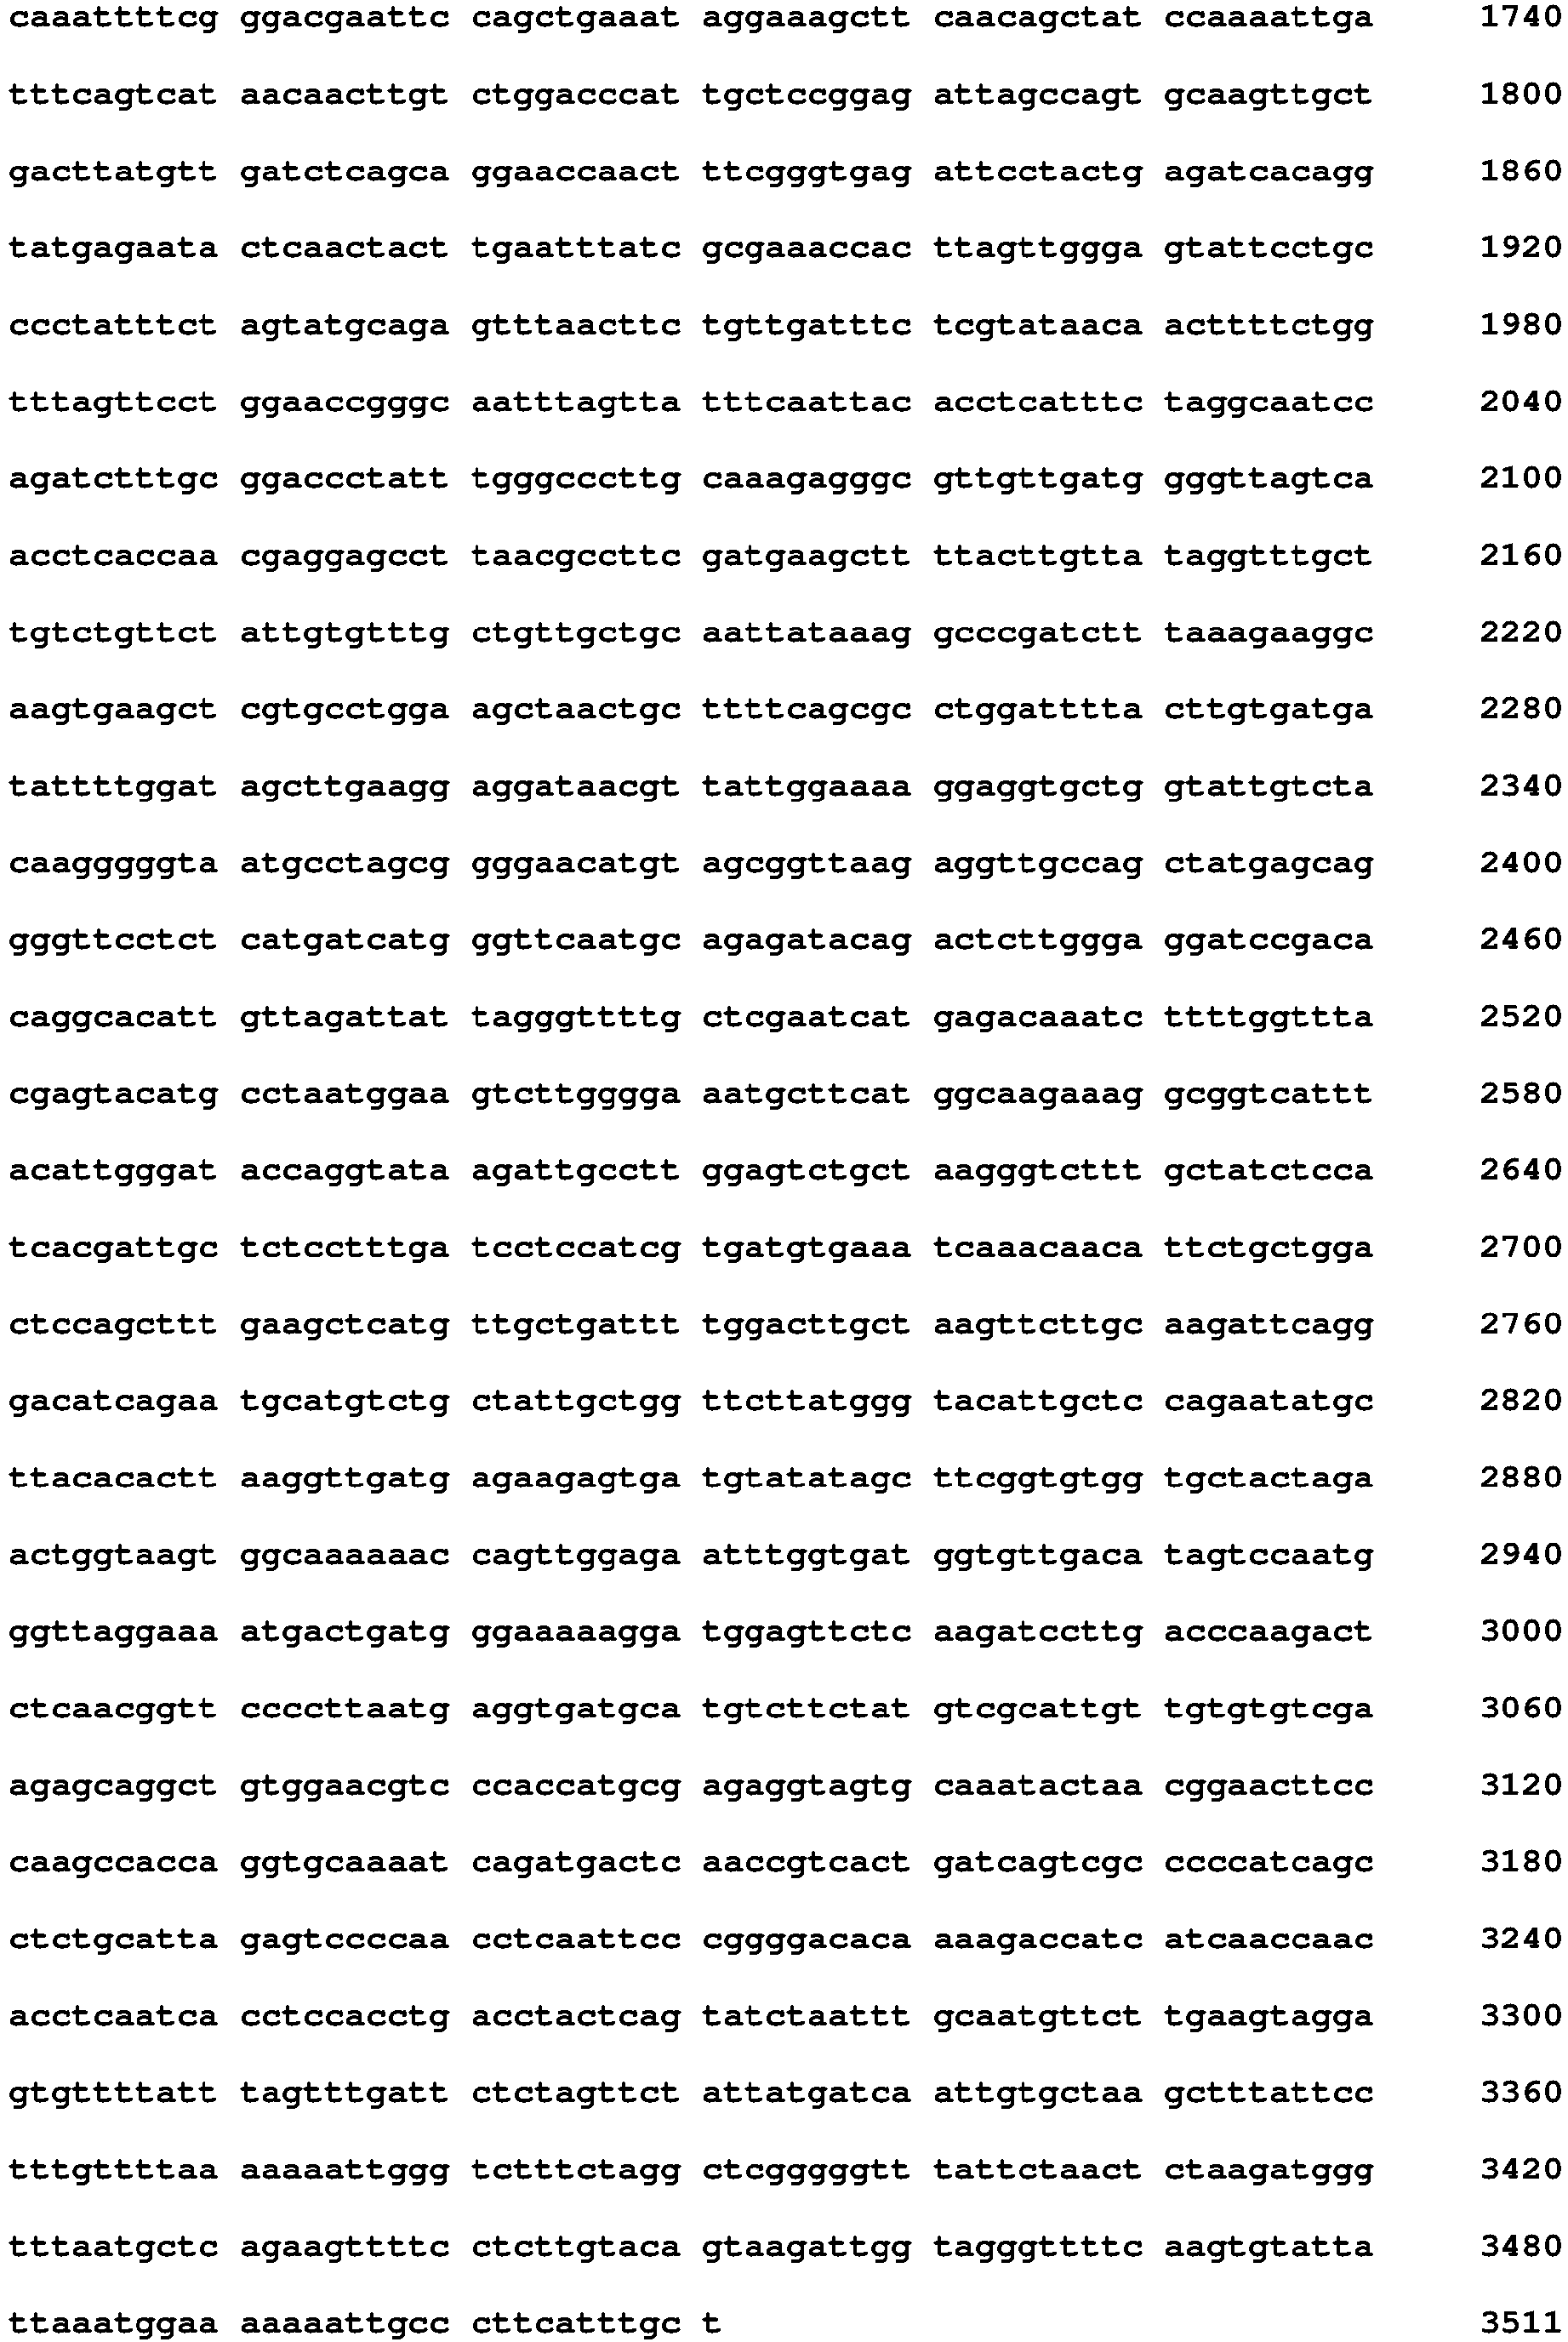 caaattttcg ggacgaattc cagctgaaat aggaaagctt caacagctat ccaaaattga 1740
tttcagtcat aacaacttgt ctggacccat tgctccggag attagccagt gcaagttgct 1800
gacttatgtt gatctcagca ggaaccaact ttcgggtgag attcctactg agatcacagg 1860
tatgagaata ctcaactact tgaatttatc gcgaaaccac ttagttggga gtattcctgc 1920
ccctatttct agtatgcaga gtttaacttc tgttgatttc tcgtataaca acttttctgg 1980
tttagttcct ggaaccgggc aatttagtta tttcaattac acctcatttc taggcaatcc 2040
agatctttgc ggaccctatt tgggcccttg caaagagggc gttgttgatg gggttagtca 2100
acctcaccaa cgaggagcct taacgccttc gatgaagctt ttacttgtta taggtttgct 2160
tgtctgttct attgtgtttg ctgttgctgc aattataaag gcccgatctt taaagaaggc 2220
aagtgaagct cgtgcctgga agctaactgc ttttcagcgc ctggatttta cttgtgatga 2280
tattttggat agcttgaagg aggataacgt tattggaaaa ggaggtgctg gtattgtcta 2340
caagggggta atgcctagcg gggaacatgt agcggttaag aggttgccag ctatgagcag 2400
gggttcctct catgatcatg ggttcaatgc agagatacag actcttggga ggatccgaca 2460
caggcacatt gttagattat tagggttttg ctcgaatcat gagacaaatc ttttggttta 2520
cgagtacatg cctaatggaa gtcttgggga aatgcttcat ggcaagaaag gcggtcattt 2580
acattgggat accaggtata agattgcctt ggagtctgct aagggtcttt gctatctcca 2640
tcacgattgc tctcctttga tcctccatcg tgatgtgaaa tcaaacaaca ttctgctgga 2700
ctccagcttt gaagctcatg ttgctgattt tggacttgct aagttcttgc aagattcagg 2760
gacatcagaa tgcatgtctg ctattgctgg ttcttatggg tacattgctc cagaatatgc 2820
ttacacactt aaggttgatg agaagagtga tgtatatagc ttcggtgtgg tgctactaga 2880
actggtaagt ggcaaaaaac cagttggaga atttggtgat ggtgttgaca tagtccaatg 2940
ggttaggaaa atgactgatg ggaaaaagga tggagttctc aagatccttg acccaagact 3000
ctcaacggtt ccccttaatg aggtgatgca tgtcttctat gtcgcattgt tgtgtgtcga 3060
agagcaggct gtggaacgtc ccaccatgcg agaggtagtg caaatactaa cggaacttcc 3120
caagccacca ggtgcaaaat cagatgactc aaccgtcact gatcagtcgc ccccatcagc 3180
ctctgcatta gagtccccaa cctcaattcc cggggacaca aaagaccatc atcaaccaac 3240
acctcaatca cctccacctg acctactcag tatctaattt gcaatgttct tgaagtagga 3300
gtgttttatt tagtttgatt ctctagttct attatgatca attgtgctaa gctttattcc 3360
tttgttttaa aaaaattggg tctttctagg ctcgggggtt tattctaact ctaagatggg 3420
tttaatgctc agaagttttc ctcttgtaca gtaagattgg tagggttttc aagtgtatta 3480
ttaaatggaa aaaaattgcc cttcatttgc t 3511